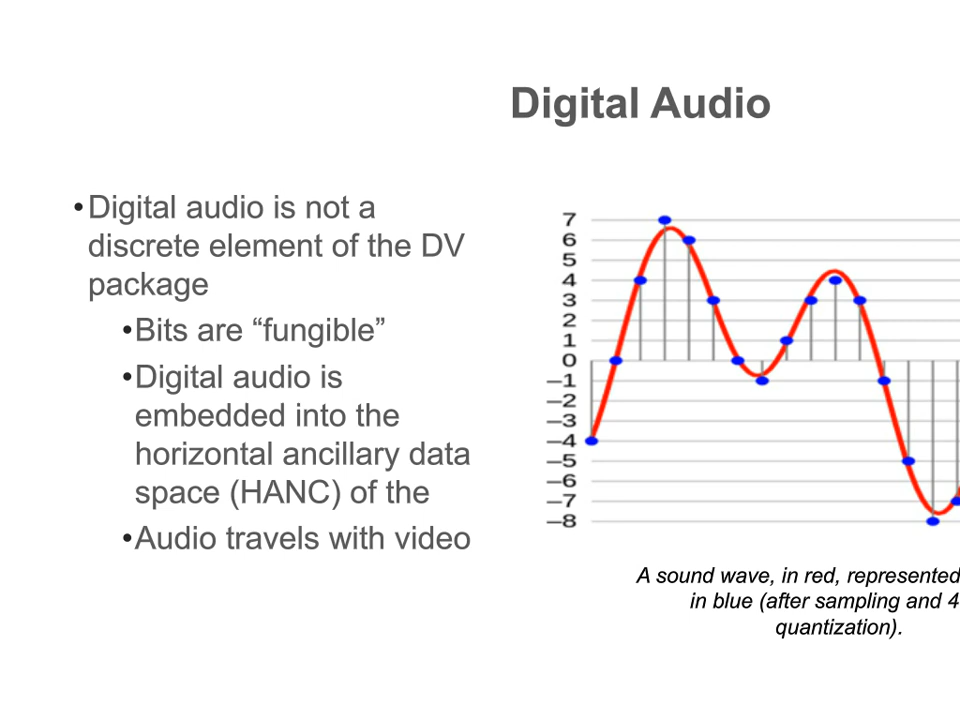 Digital Audio
•Digital audio is not a
discrete element of the DV
package
•Bits are “fungible”
•Digital audio is
embedded into the
horizontal ancillary data
space (HANC) of the
•Audio travels with video
7
6
5
4
3
2
1
0
–1
–2
–3
–4
–5
–6
–7
–8
A sound wave, in red, represented
in blue (after sampling and 4
quantization).